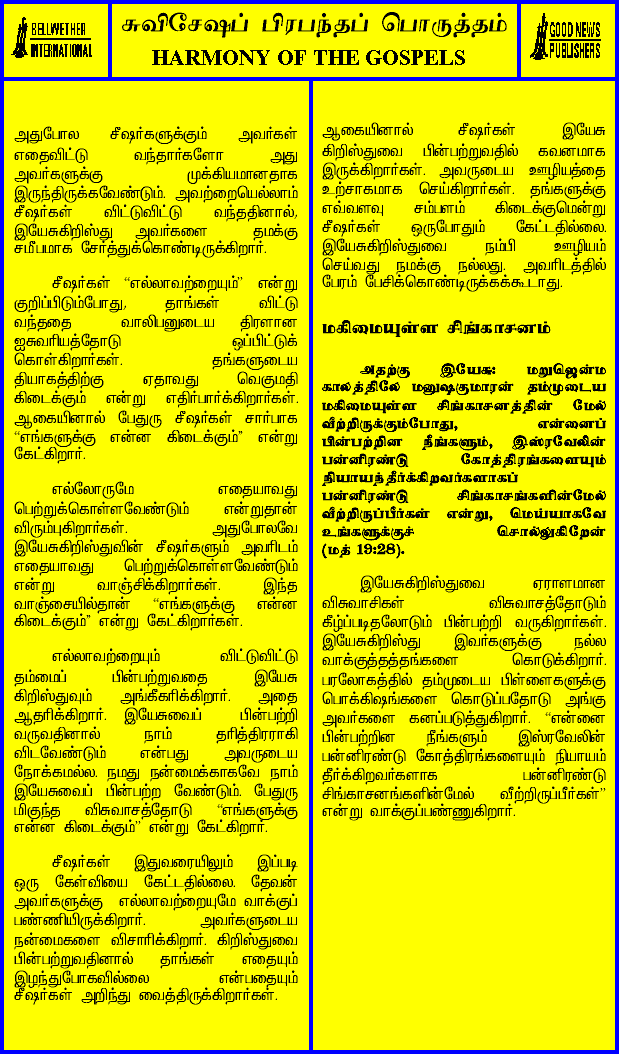 BELLWETHER
INTERNATIONAL
சுவிசேஷப் பிரபந்தப் பொருத்தம்
HARMONY OF THE GOSPELS
GOOD NEWS
PUBLISHERS
அதுபோல சீஷர்களுக்கும் அவர்கள்
எதைவிட்டு வந்தார்களோ அது
அவர்களுக்கு முக்கியமானதாக
இருந்திருக்கவேண்டும். அவற்றையெல்லாம்
சீஷர்கள் விட்டுவிட்டு வந்ததினால்,
இயேசுகிறிஸ்து அவர்களை தமக்கு
சமீபமாக சேர்த்துக்கொண்டிருக்கிறார்.
சீஷர்கள் “எல்லாவற்றையும்” என்று
குறிப்பிடும்போது, தாங்கள் விட்டு
வந்ததை வாலிபனுடைய திரளான
ஐசுவரியத்தோடு ஒப்பிட்டுக்
கொள்கிறார்கள். தங்களுடைய
தியாகத்திற்கு ஏதாவது வெகுமதி
கிடைக்கும் என்று எதிர்பார்க்கிறார்கள்.
ஆகையினால் பேதுரு சீஷர்கள் சார்பாக
“எங்களுக்கு என்ன கிடைக்கும்” என்று
கேட்கிறார்.
எல்லோருமே எதையாவது
பெற்றுக்கொள்ளவேண்டும் என்றுதான்
விரும்புகிறார்கள். அதுபோலவே
இயேசுகிறிஸ்துவின் சீஷர்களும் அவரிடம்
எதையாவது பெற்றுக்கொள்ளவேண்டும்
என்று வாஞ்சிக்கிறார்கள். இந்த
வாஞ்சையில்தான் “எங்களுக்கு என்ன
கிடைக்கும்” என்று கேட்கிறார்கள்.
எல்லாவற்றையும் விட்டுவிட்டு
தம்மைப் பின்பற்றுவதை இயேசு
கிறிஸ்துவும் அங்கீகரிக்கிறார். அதை
ஆதரிக்கிறார். இயேசுவைப் பின்பற்றி
வருவதினால் நாம் தரித்திரராகி
விடவேண்டும் என்பது அவருடைய
நோக்கமல்ல. நமது நன்மைக்காகவே நாம்
இயேசுவைப் பின்பற்ற வேண்டும். பேதுரு
மிகுந்த விசுவாசத்தோடு “எங்களுக்கு
என்ன கிடைக்கும்” என்று கேட்கிறார்.
சீஷர்கள் இதுவரையிலும் இப்படி
ஒரு கேள்வியை கேட்டதில்லை. தேவன்
அவர்களுக்கு எல்லாவற்றையுமே வாக்குப்
பண்ணியிருக்கிறார். அவர்களுடைய
நன்மைகளை விசாரிக்கிறார். கிறிஸ்துவை
பின்பற்றுவதினால் தாங்கள் எதையும்
இழந்துபோகவில்லை என்பதையும்
சீஷர்கள் அறிந்து வைத்திருக்கிறார்கள்.
ஆகையினால் சீஷர்கள் இயேசு
கிறிஸ்துவை பின்பற்றுவதில் கவனமாக
இருக்கிறார்கள். அவருடைய ஊழியத்தை
உற்சாகமாக செய்கிறார்கள். தங்களுக்கு
எவ்வளவு சம்பளம் கிடைக்குமென்று
சீஷர்கள் ஒருபோதும் கேட்டதில்லை.
இயேசுகிறிஸ்துவை நம்பி ஊழியம்
செய்வது நமக்கு நல்லது. அவரிடத்தில்
பேரம் பேசிக்கொண்டிருக்கக்கூடாது.
மகிமையுள்ள சிங்காசனம்
அதற்கு இயேசு: மறுஜென்ம
காலத்திலே மனுஷகுமாரன் தம்முடைய
மகிமையுள்ள சிங்காசனத்தின் மேல்
வீற்றிருக்கும்போது, என்னைப்
பின்பற்றின நீங்களும், இஸ்ரவேலின்
பன்னிரண்டு கோத்திரங்களையும்
நியாயந்தீர்க்கிறவர்களாகப்
பன்னிரண்டு சிங்காசங்களின்மேல்
வீற்றிருப்பீர்கள் என்று, மெய்யாகவே
உங்களுக்குச் சொல்லுகிறேன்
(மத் 19:28).
இயேசுகிறிஸ்துவை ஏராளமான
விசுவாசிகள் விசுவாசத்தோடும்
கீழ்ப்படிதலோடும் பின்பற்றி வருகிறார்கள்.
இயேசுகிறிஸ்து இவர்களுக்கு நல்ல
வாக்குத்தத்தங்களை கொடுக்கிறார்.
பரலோகத்தில் தம்முடைய பிள்ளைகளுக்கு
பொக்கிஷங்களை கொடுப்பதோடு அங்கு
அவர்களை கனப்படுத்துகிறார். “என்னை
பின்பற்றின நீங்களும் இஸ்ரவேலின்
பன்னிரண்டு கோத்திரங்களையும் நியாயம்
தீர்க்கிறவர்களாக பன்னிரண்டு
சிங்காசனங்களின்மேல் வீற்றிருப்பீர்கள்”
என்று வாக்குப்பண்ணுகிறார்.